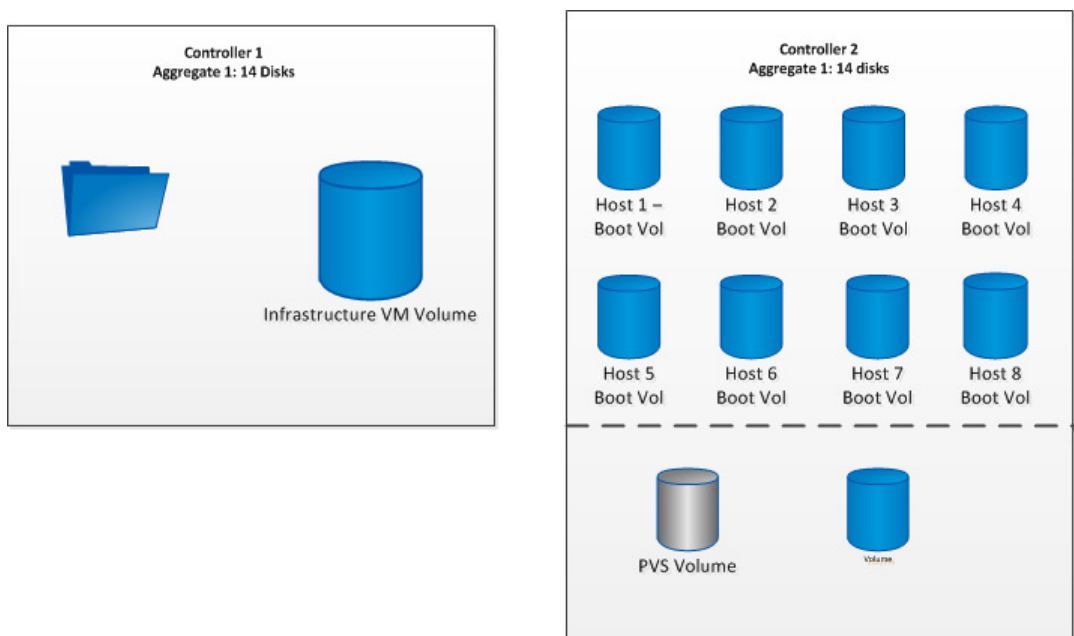 Controller 1
Aggregate 1: 14 Disks
Infrastructure VM Volume
Controller 2
Aggregate 1: 14 disks
Host 1 –
Boot Vol
Host 2
Boot Vol
Host 3
Boot Vol
Host 4
Boot Vol
Host 5
Boot Vol
Host 6
Boot Vol
Host 7
Boot Vol
Host 8
Boot Vol
PVS Volume
Volume